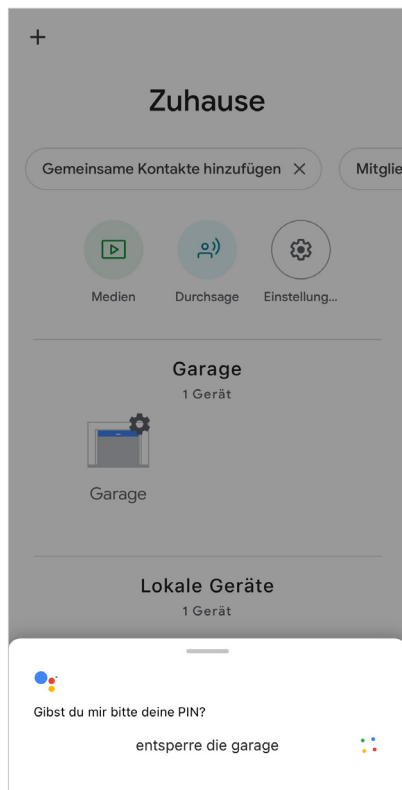 Zuhause
Gemeinsame Kontakte hinzufügen
Mitglie
Medien
Durchsage
Einstellung...
Garage
1 Gerät
Garage
Lokale Geräte
1 Gerät
Gibst du mir bitte deine PIN?
entsperre die garage